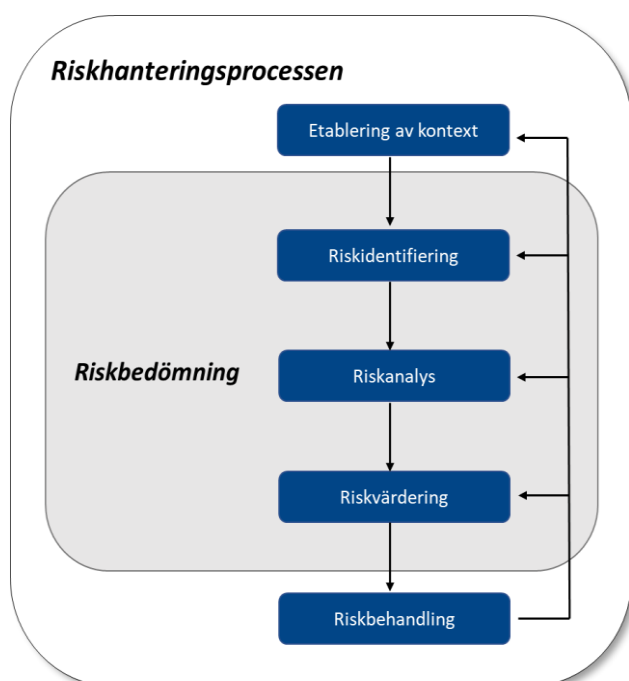 Riskhanteringsprocessen
Etablering av kontext
Riskidentifiering
Riskbedömning
Riskanalys
Riskvärdering
Riskbehandling